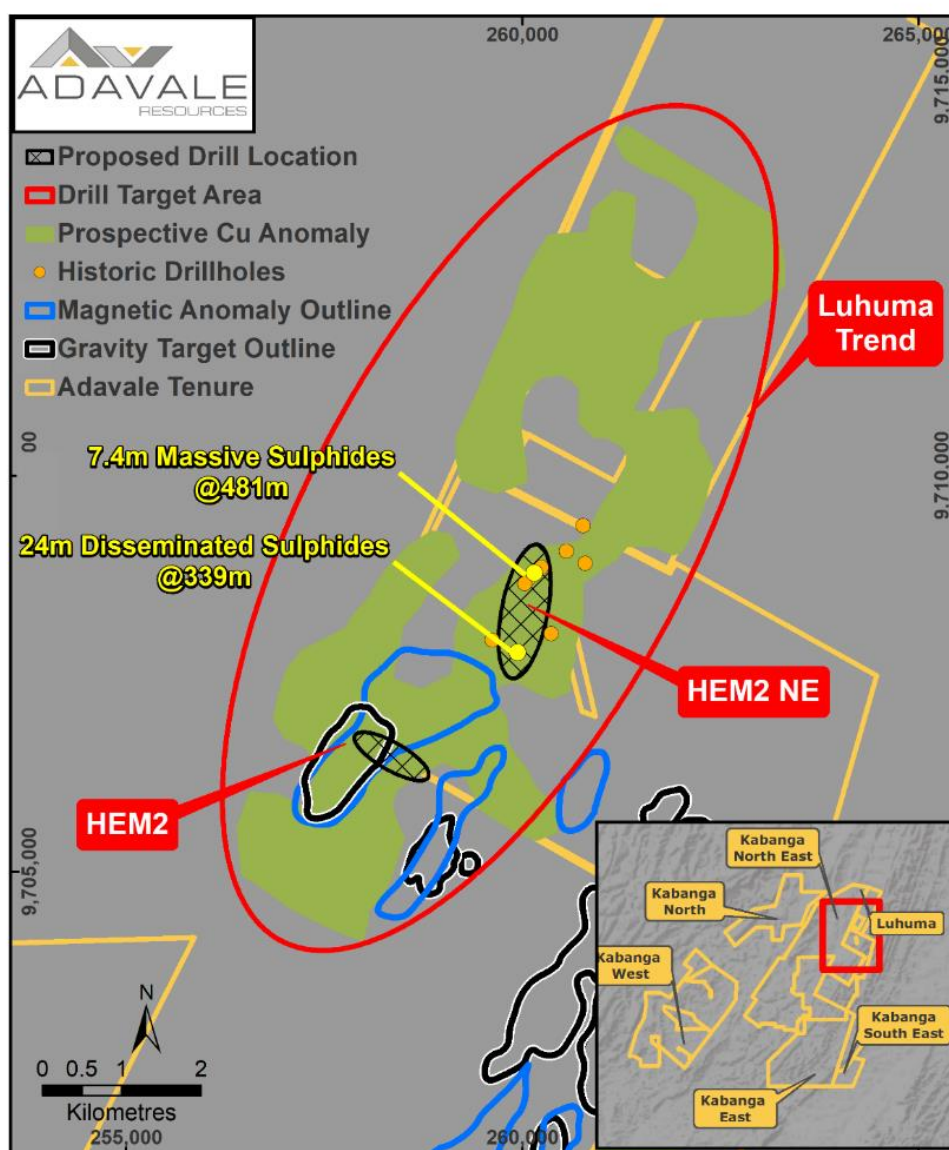 ADAVALE
RESOURCES
260,000
265,000
9,715,000
Proposed Drill Location
Drill Target Area
Prospective Cu Anomaly
Historic Drillholes
Magnetic Anomaly Outline
Gravity Target Outline
Adavale Tenure
Luhuma
Trend
00
7.4m Massive Sulphides
@481m
9,710,000
24m Disseminated Sulphides
@339m
HEM2 NE
HEM2
9,705,000
Kabanga
North East
Kabanga
North
Luhuma
Kabanga
West
Kabanga
South East
Kabanga
East
N
0 0.5 1 2
Kilometres
255,000
260,000